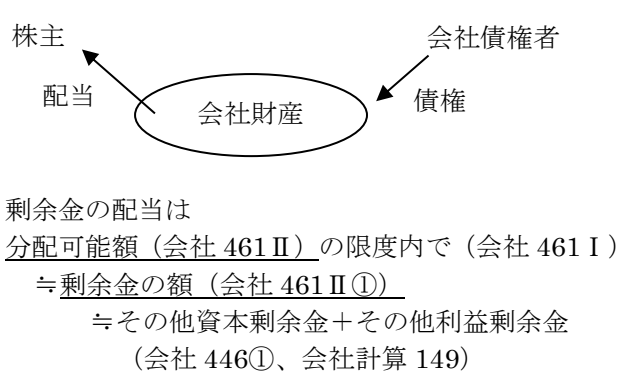 株主
会社債権者
配当
会社財産
債権
剰余金の配当は
分配可能額（会社 461Ⅱ）の限度内で（会社 461Ⅰ）
≒剰余金の額（会社 461Ⅱ①）
≒その他資本剰余金＋その他利益剰余金
（会社 446①、会社計算 149）